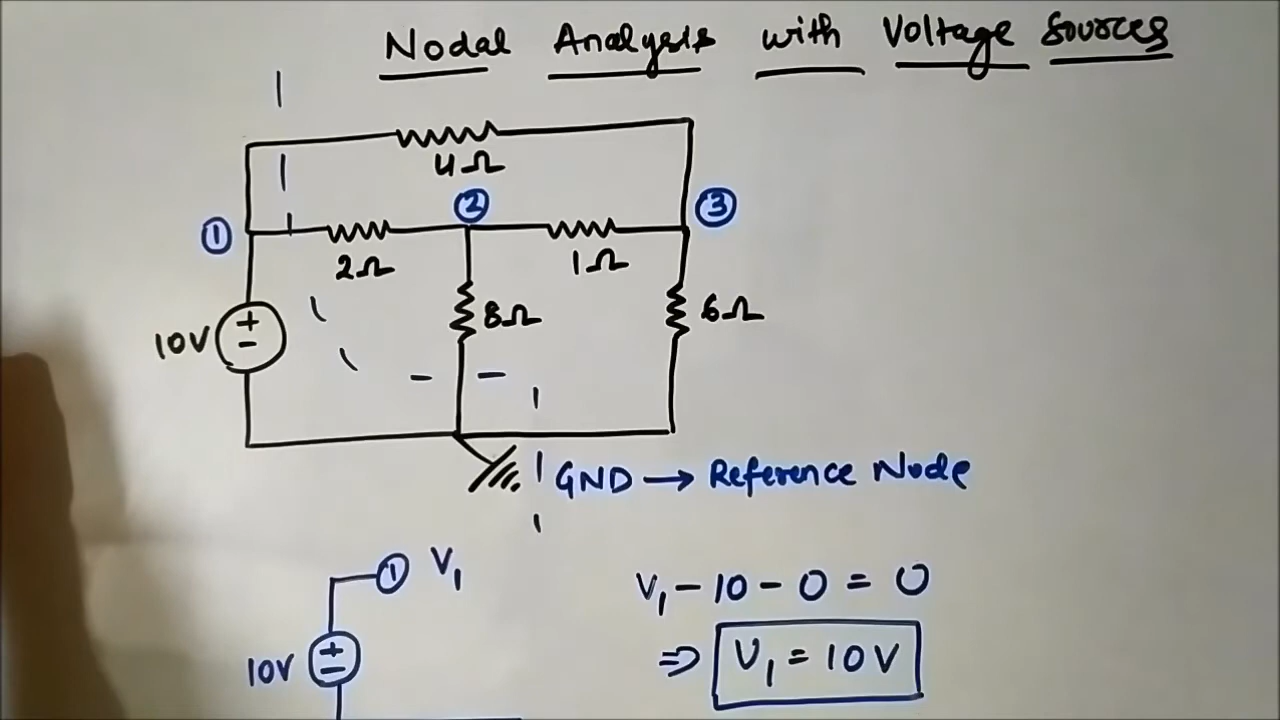 Nodal Analysis with Voltage Sources
4Ω
① ② ③
2Ω 1Ω
10V + - 8Ω 6Ω
GND → Reference Node
① V₁ V₁ - 10 - 0 = 0
10V + - ⇒ V₁ = 10V